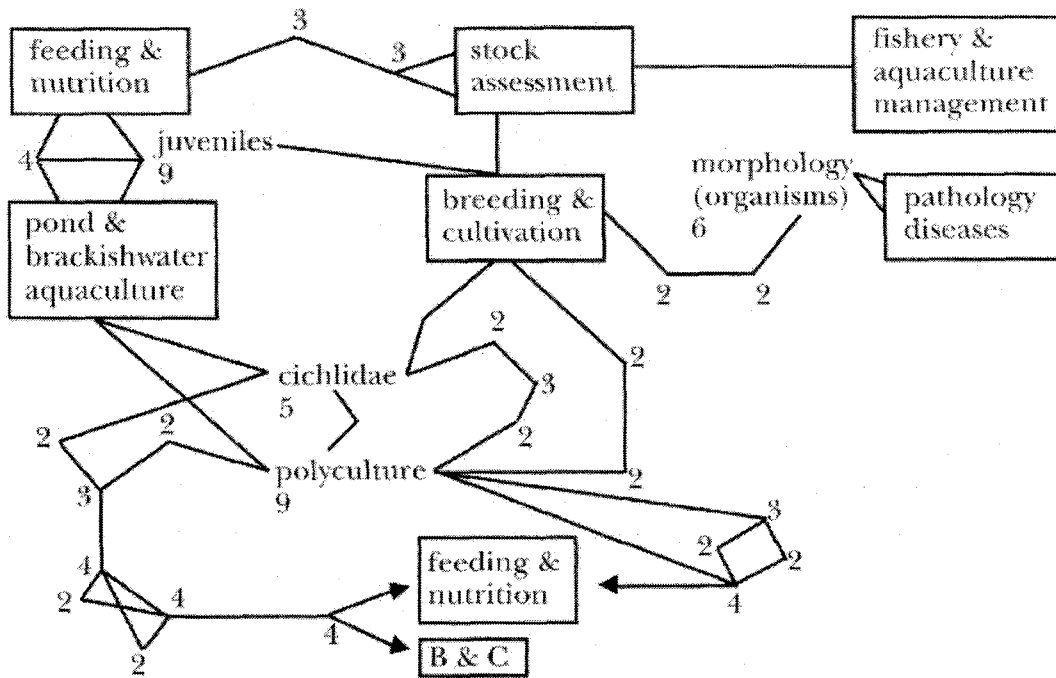 3
feeding &
nutrition
3
stock
assessment
fishery &
aquaculture
management
4
juveniles
9
morphology
(organisms)
6
pathology
diseases
pond &
brackishwater
aquaculture
breeding &
cultivation
2
2
2
2
cichlidae
5
3
2
2
2
polyculture
9
2
3
3
2
2
4
feeding &
nutrition
4
2
4
4
2
B & C